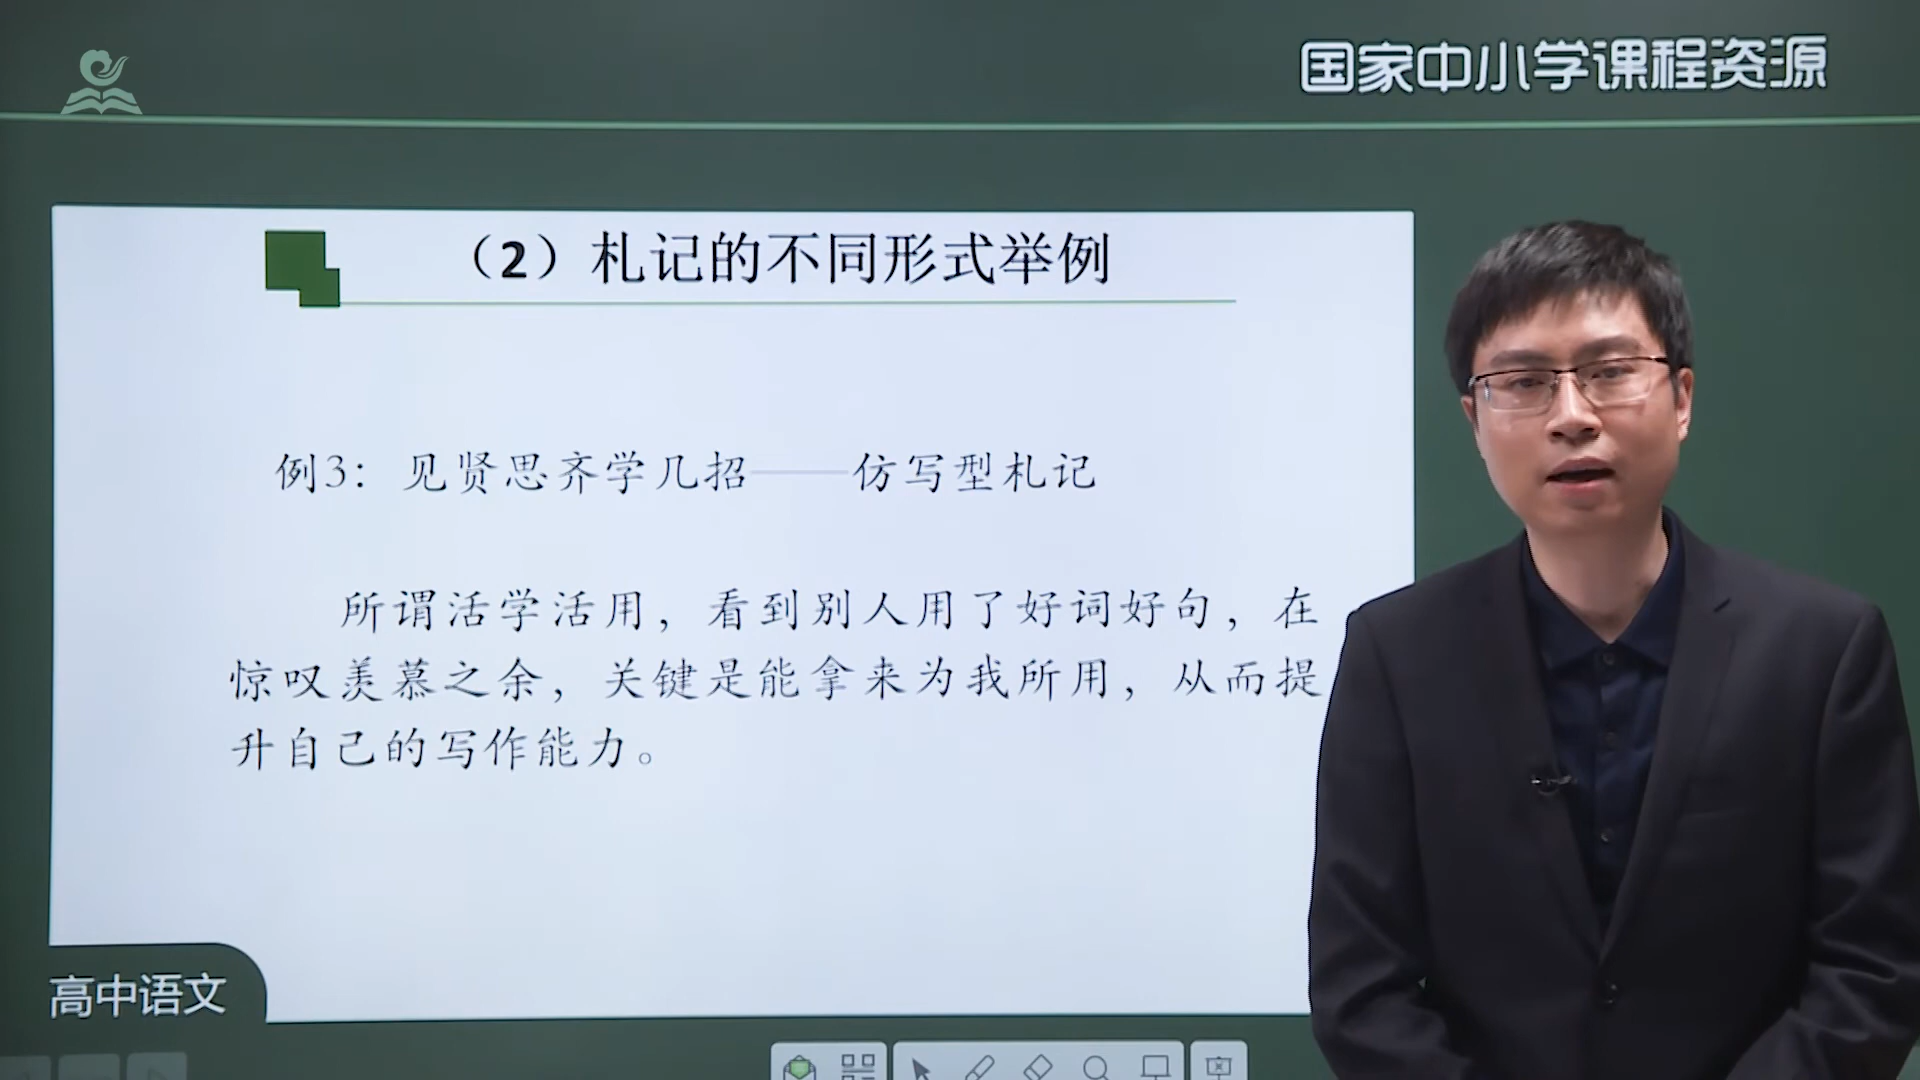 国家中小学课程资源
（2）札记的不同形式举例
例3：见贤思齐学几招——仿写型札记
所谓活学活用，看到别人用了好词好句，在
惊叹羡慕之余，关键是能拿来为我所用，从而提
升自己的写作能力。
高中语文